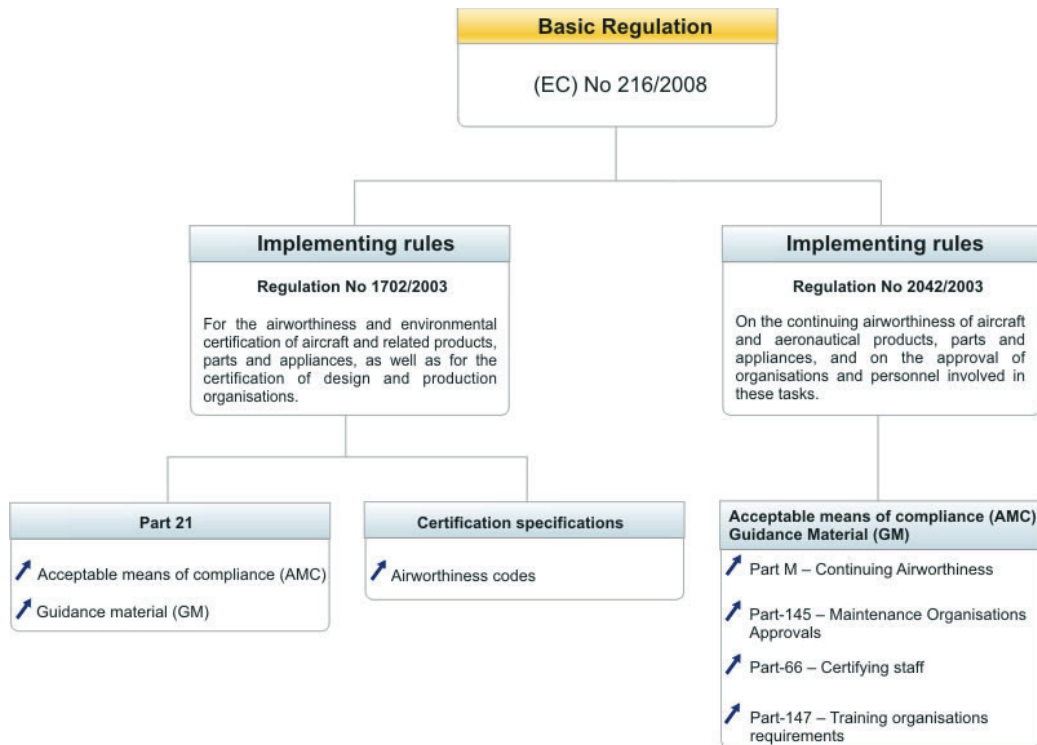 Basic Regulation
(EC) No 216/2008
Implementing rules
Regulation No 1702/2003
For the airworthiness and environmental
certification of aircraft and related products,
parts and appliances, as well as for the
certification of design and production
organisations.
Implementing rules
Regulation No 2042/2003
On the continuing airworthiness of aircraft
and aeronautical products, parts and
appliances, and on the approval of
organisations and personnel involved in
these tasks.
Part 21
Acceptable means of compliance (AMC)
Guidance material (GM)
Certification specifications
Airworthiness codes
Acceptable means of compliance (AMC)
Guidance Material (GM)
Part M – Continuing Airworthiness
Part-145 – Maintenance Organisations
Approvals
Part-66 – Certifying staff
Part-147 – Training organisations
requirements